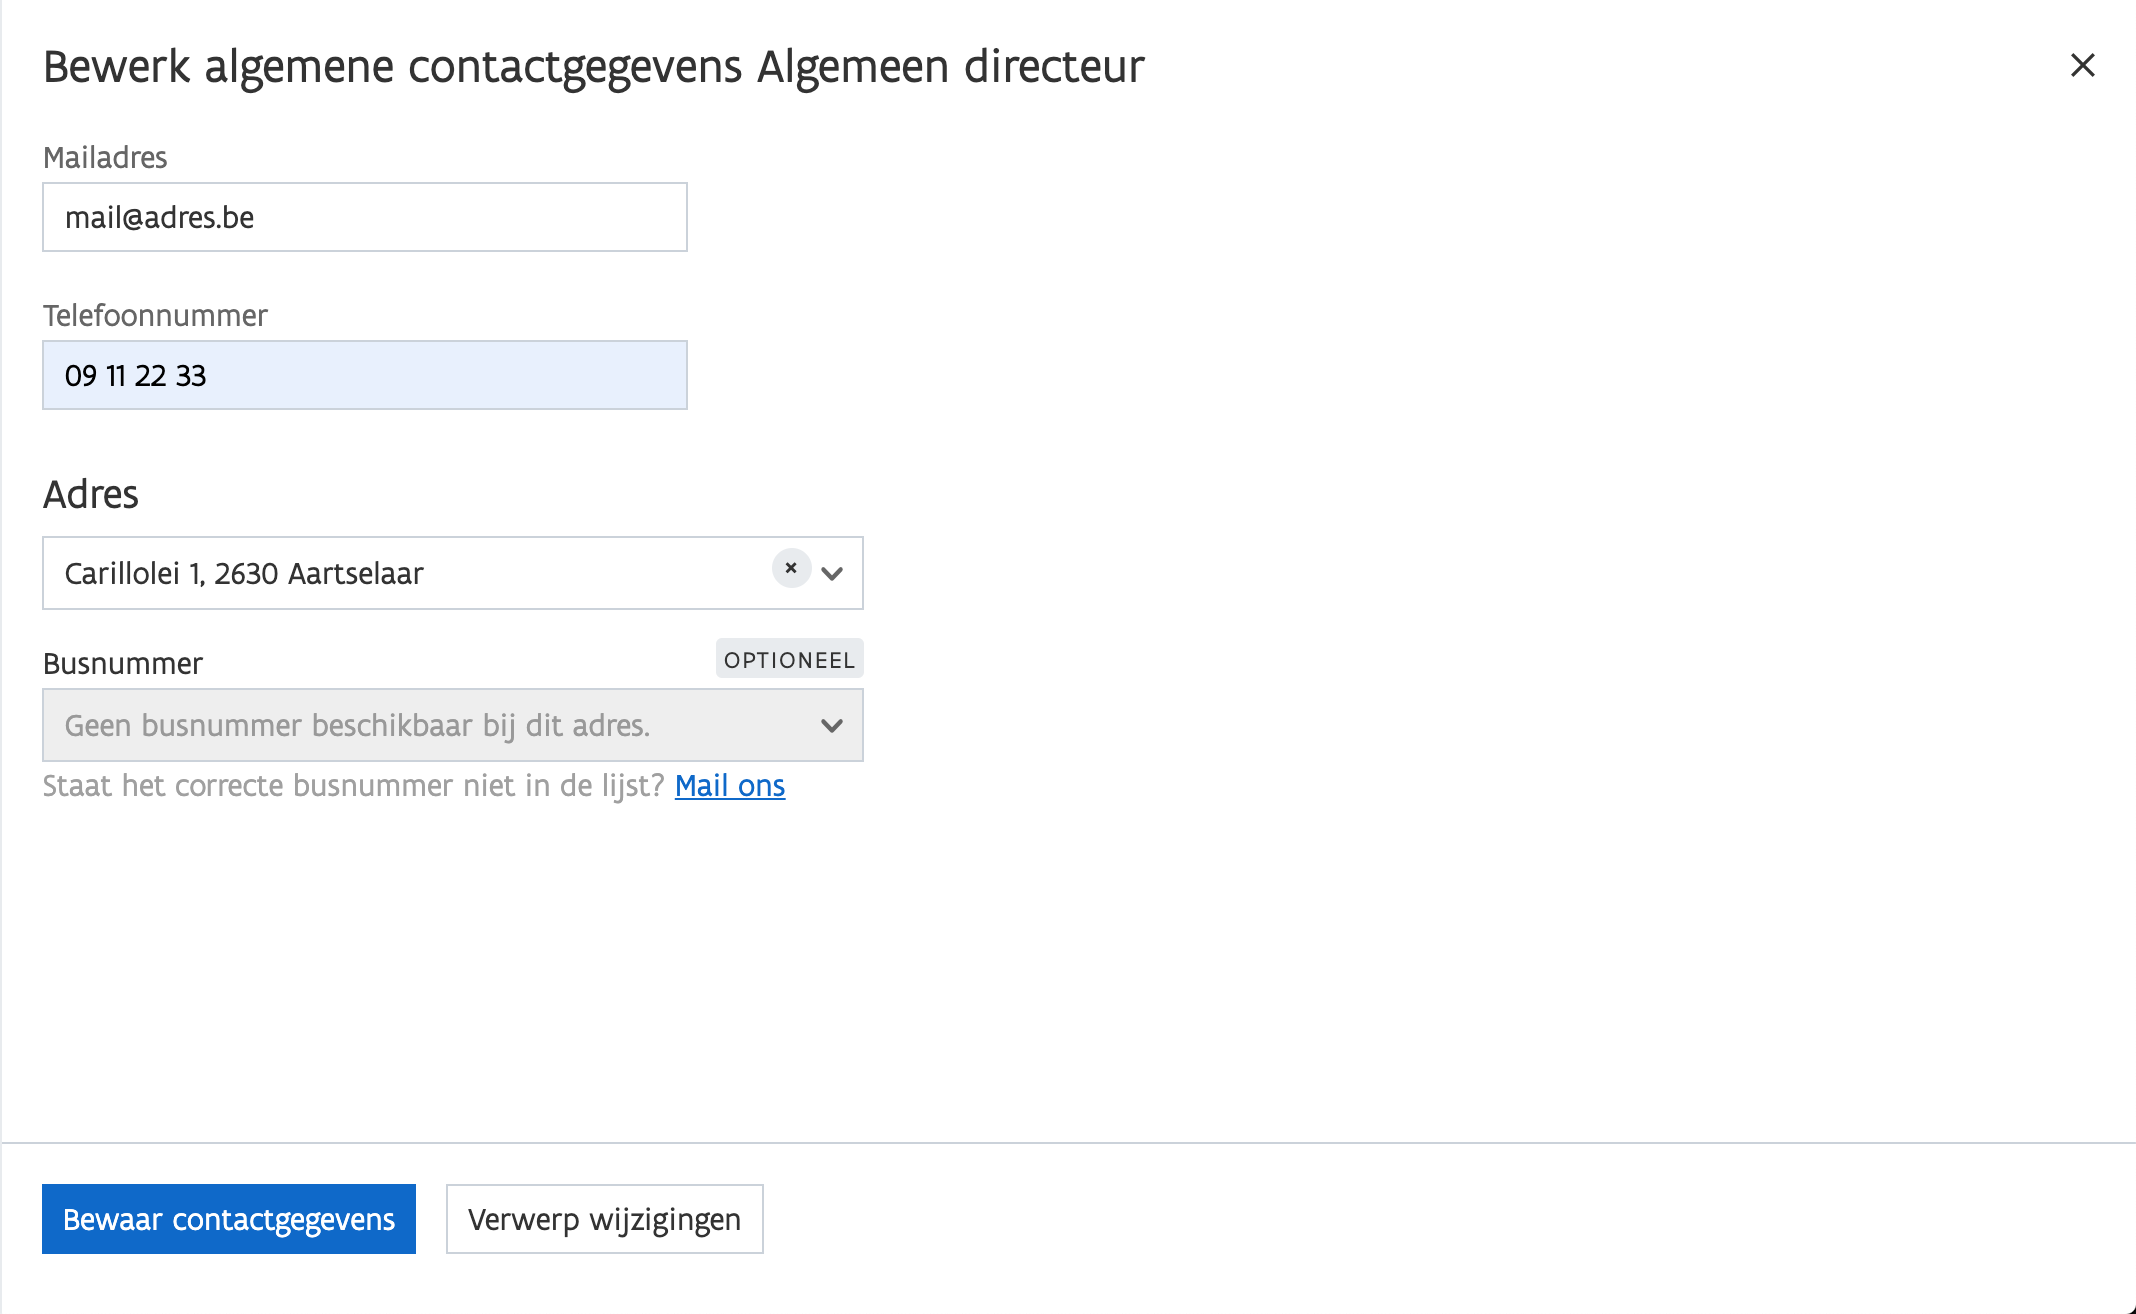 Bewerk algemene contactgegevens Algemeen directeur
Mailadres
mail@adres.be
Telefoonnummer
09 11 22 33
Adres
Carillolei 1, 2630 Aartselaar
Busnummer OPTIONEEL
Geen busnummer beschikbaar bij dit adres.
Staat het correcte busnummer niet in de lijst? Mail ons
Bewaar contactgegevens Verwerp wijzigingen